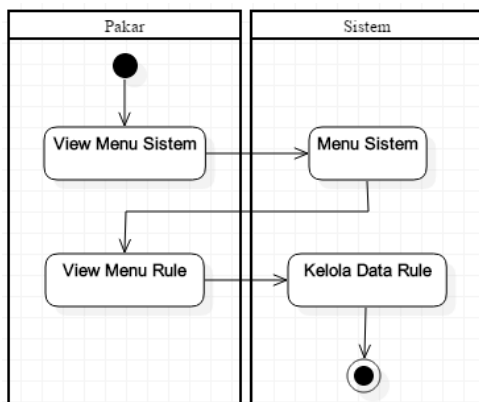 Pakar
Sistem
View Menu Sistem
Menu Sistem
View Menu Rule
Kelola Data Rule